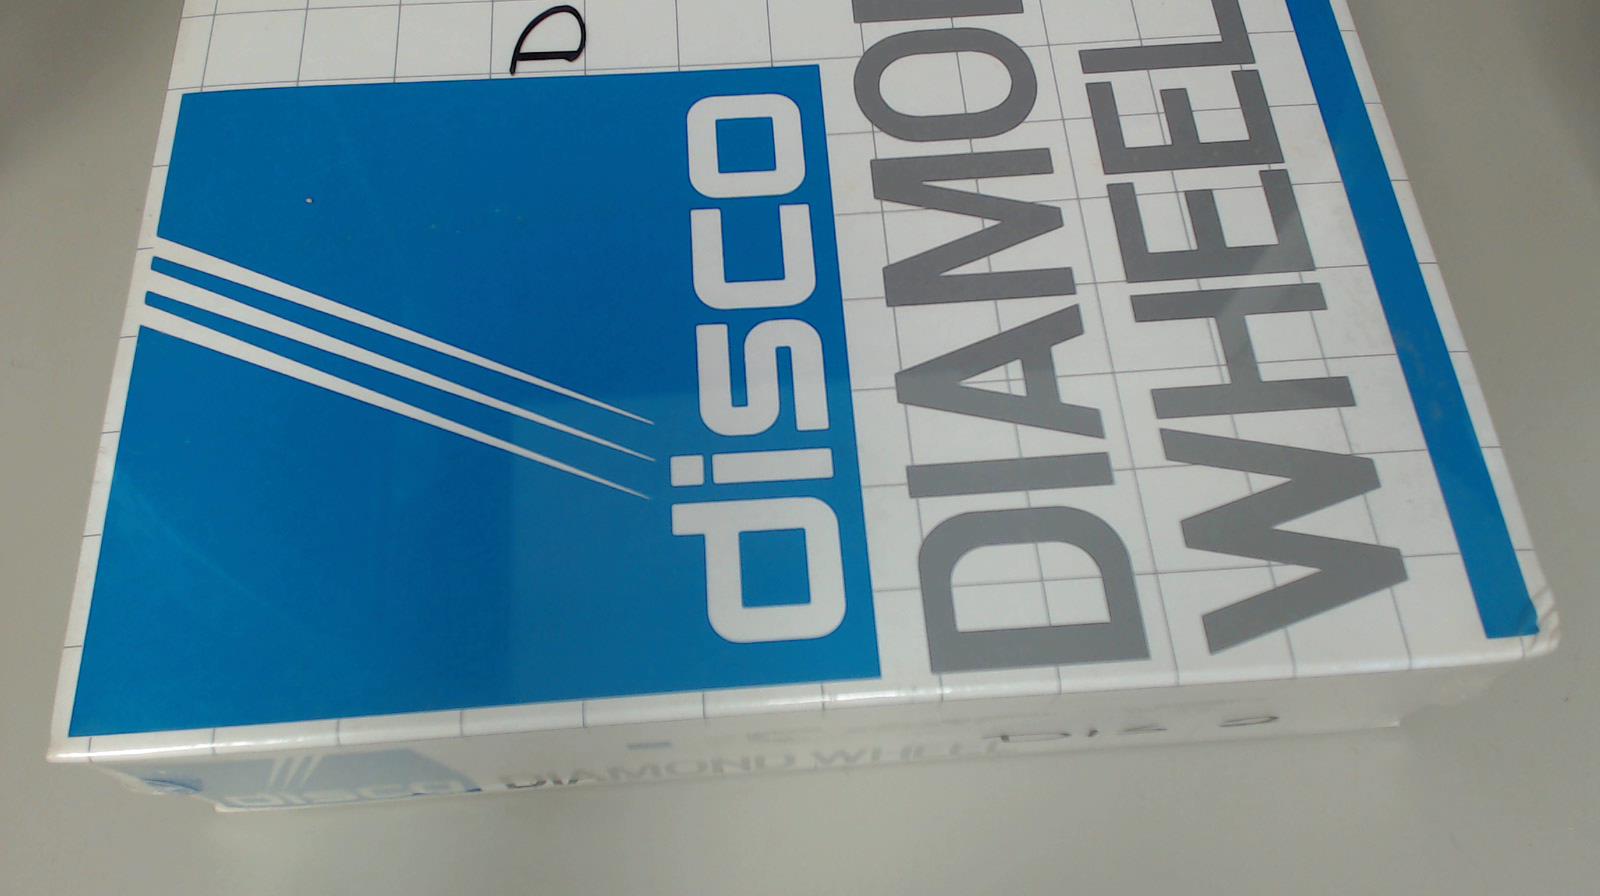 D
disco
DIAMO
WHEEL
disco DIAMOND WHEEL